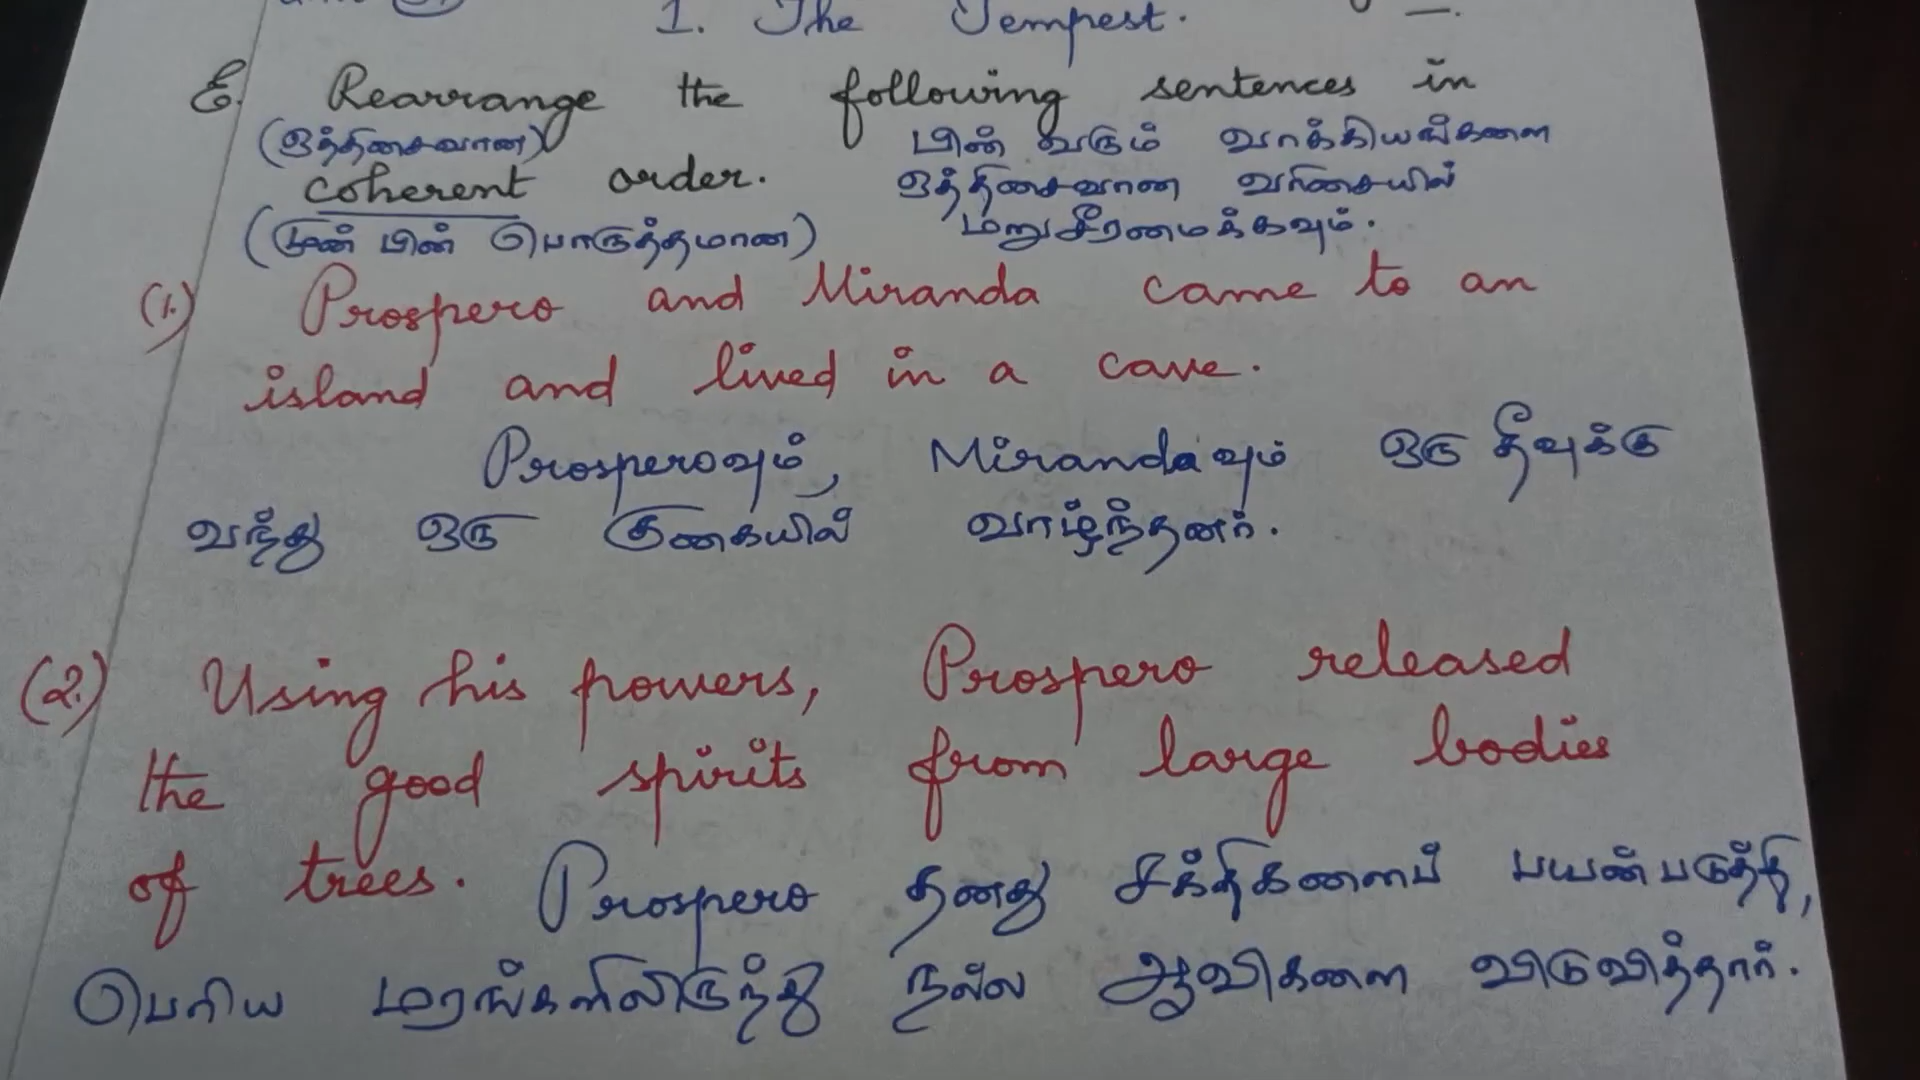 1. The Tempest.
E. Rearrange the following sentences in
(ஒத்திசைவான) பின் வரும் வாக்கியங்களை
coherent order. ஒத்திசைவான வரிசையில்
(முன் பின் பொருத்தமான) மறுசீரமைக்கவும்.
(1.) Prospero and Miranda came to an
island and lived in a cave.
Prosperoவும், Mirandaவும் ஒரு தீவுக்கு
வந்து ஒரு குகையில் வாழ்ந்தனர்.
(2.) Using his powers, Prospero released
the good spirits from large bodies
of trees. Prospero தனது சக்திகளைப் பயன்படுத்தி,
பெரிய மரங்களிலிருந்து நல்ல ஆவிகளை விடுவித்தார்.